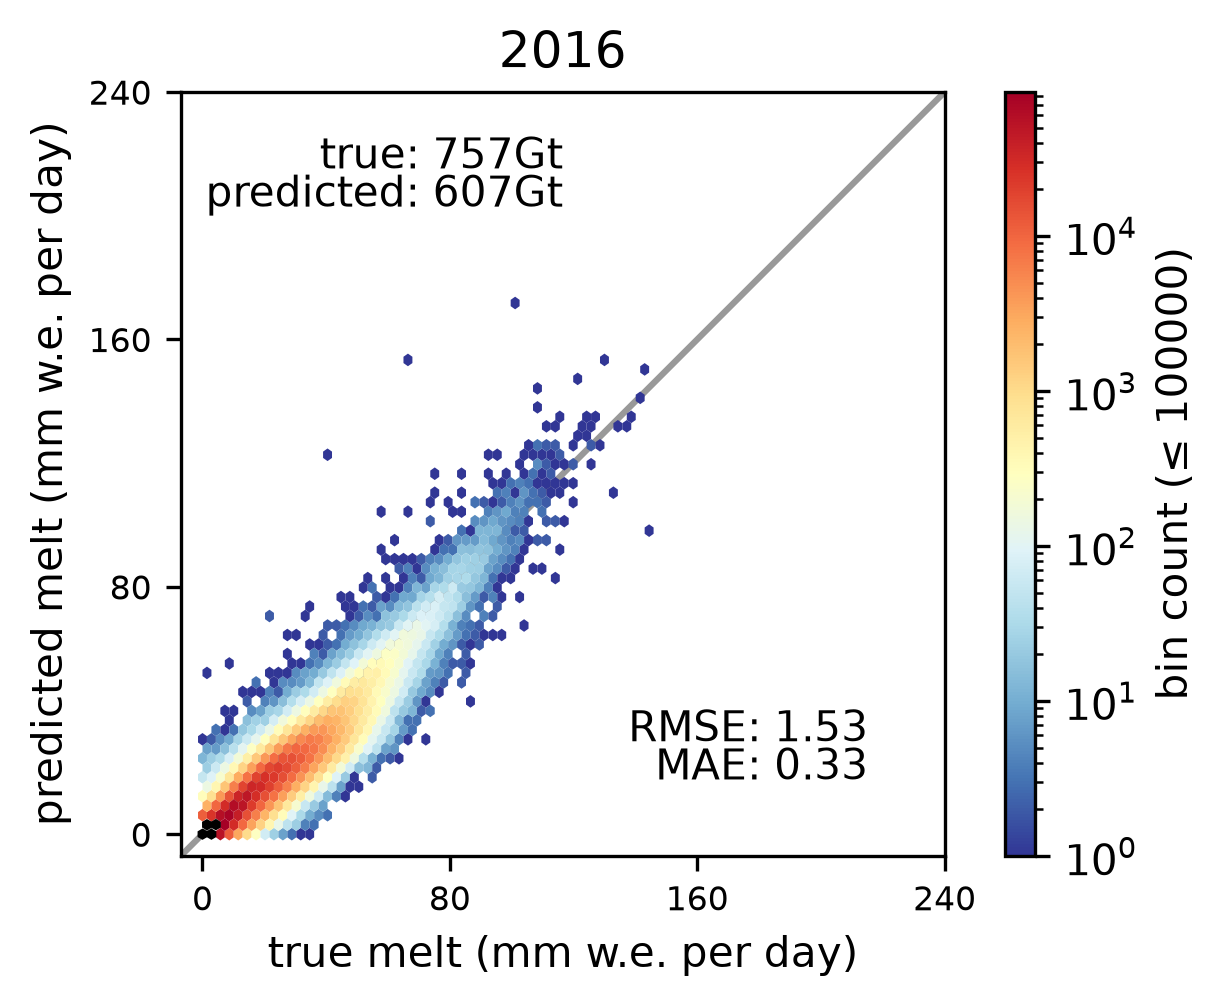 2016
240
160
80
0
true: 757Gt
predicted: 607Gt
RMSE: 1.53
MAE: 0.33
0 80 160 240
true melt (mm w.e. per day)
predicted melt (mm w.e. per day)
10⁴
10³
10²
10¹
10⁰
bin count (≤ 100000)